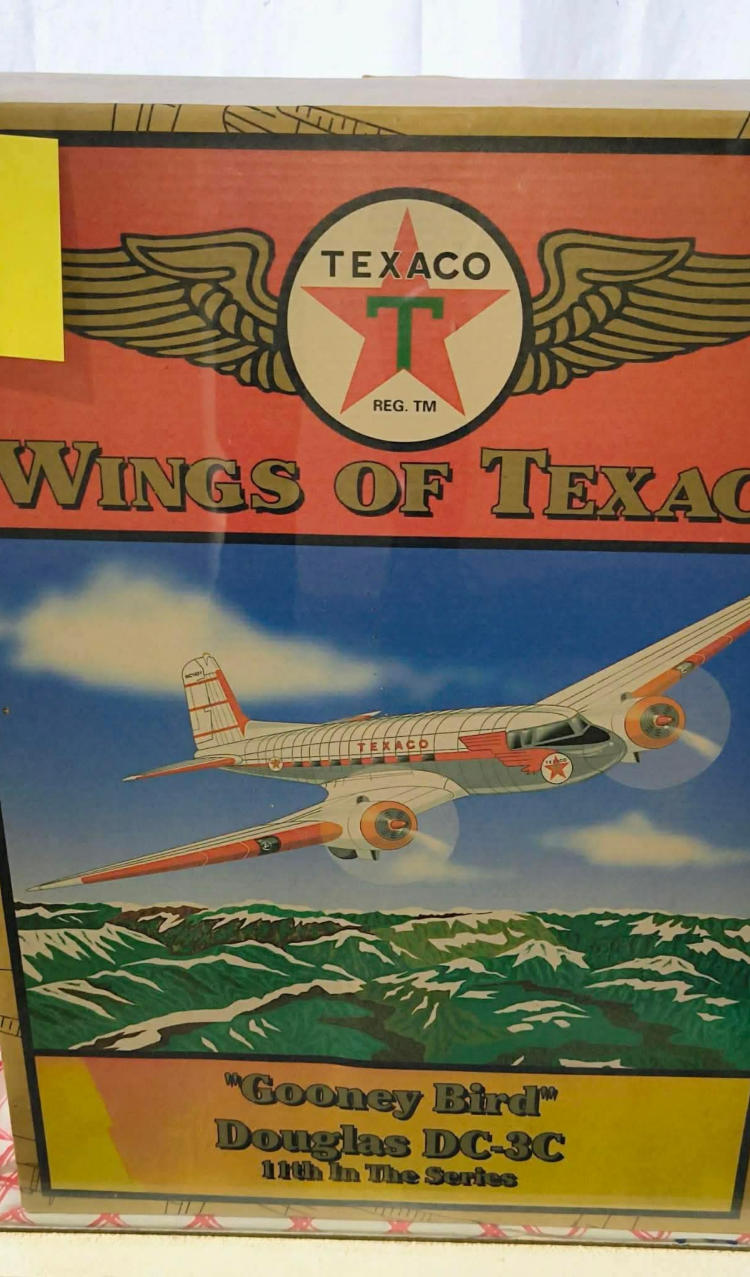 TEXACO
T
REG. TM
WINGS OF TEXAC
TEXACO
"Gooney Bird"
Douglas DC-3C
11th In The Series